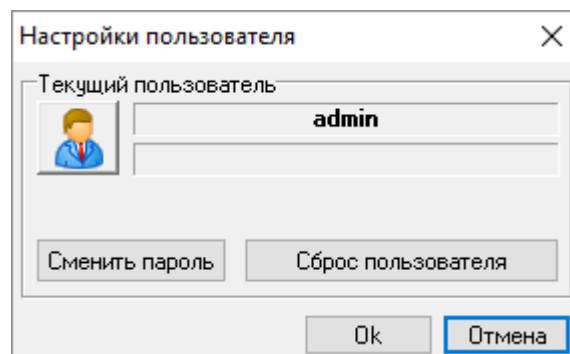 Настройки пользователя
Текущий пользователь
admin
Сменить пароль
Сброс пользователя
Ok
Отмена